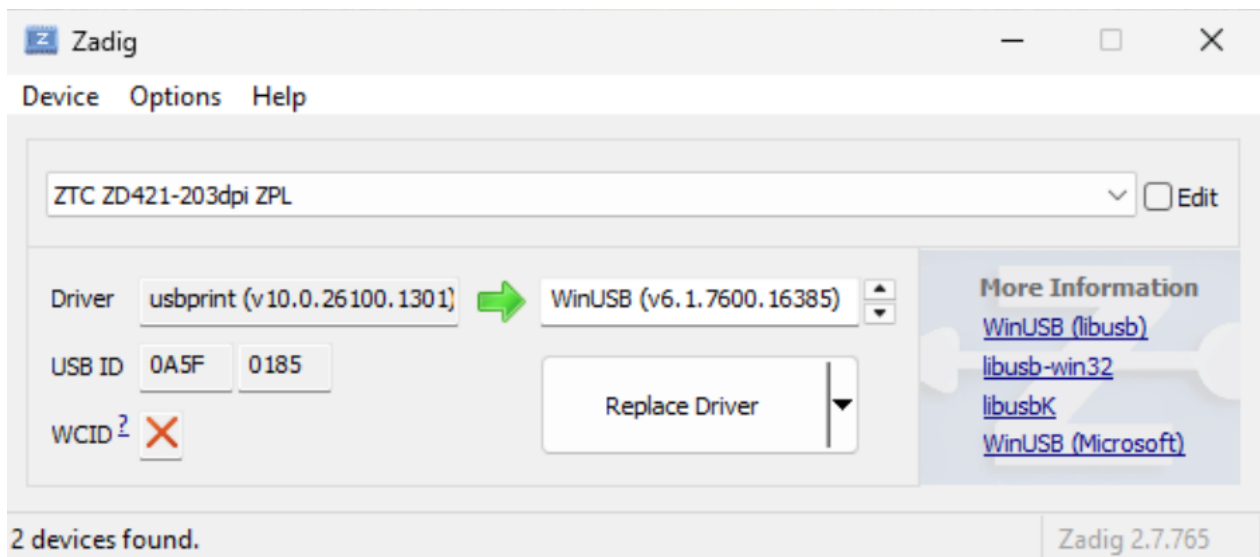 Zadig
Device Options Help
ZTC ZD421-203dpi ZPL
Edit
Driver usbprint (v10.0.26100.1301) WinUSB (v6.1.7600.16385)
More Information
WinUSB (libusb)
USB ID 0A5F 0185
libusb-win32
Replace Driver
libusbK
WCID ?
WinUSB (Microsoft)
2 devices found.
Zadig 2.7.765